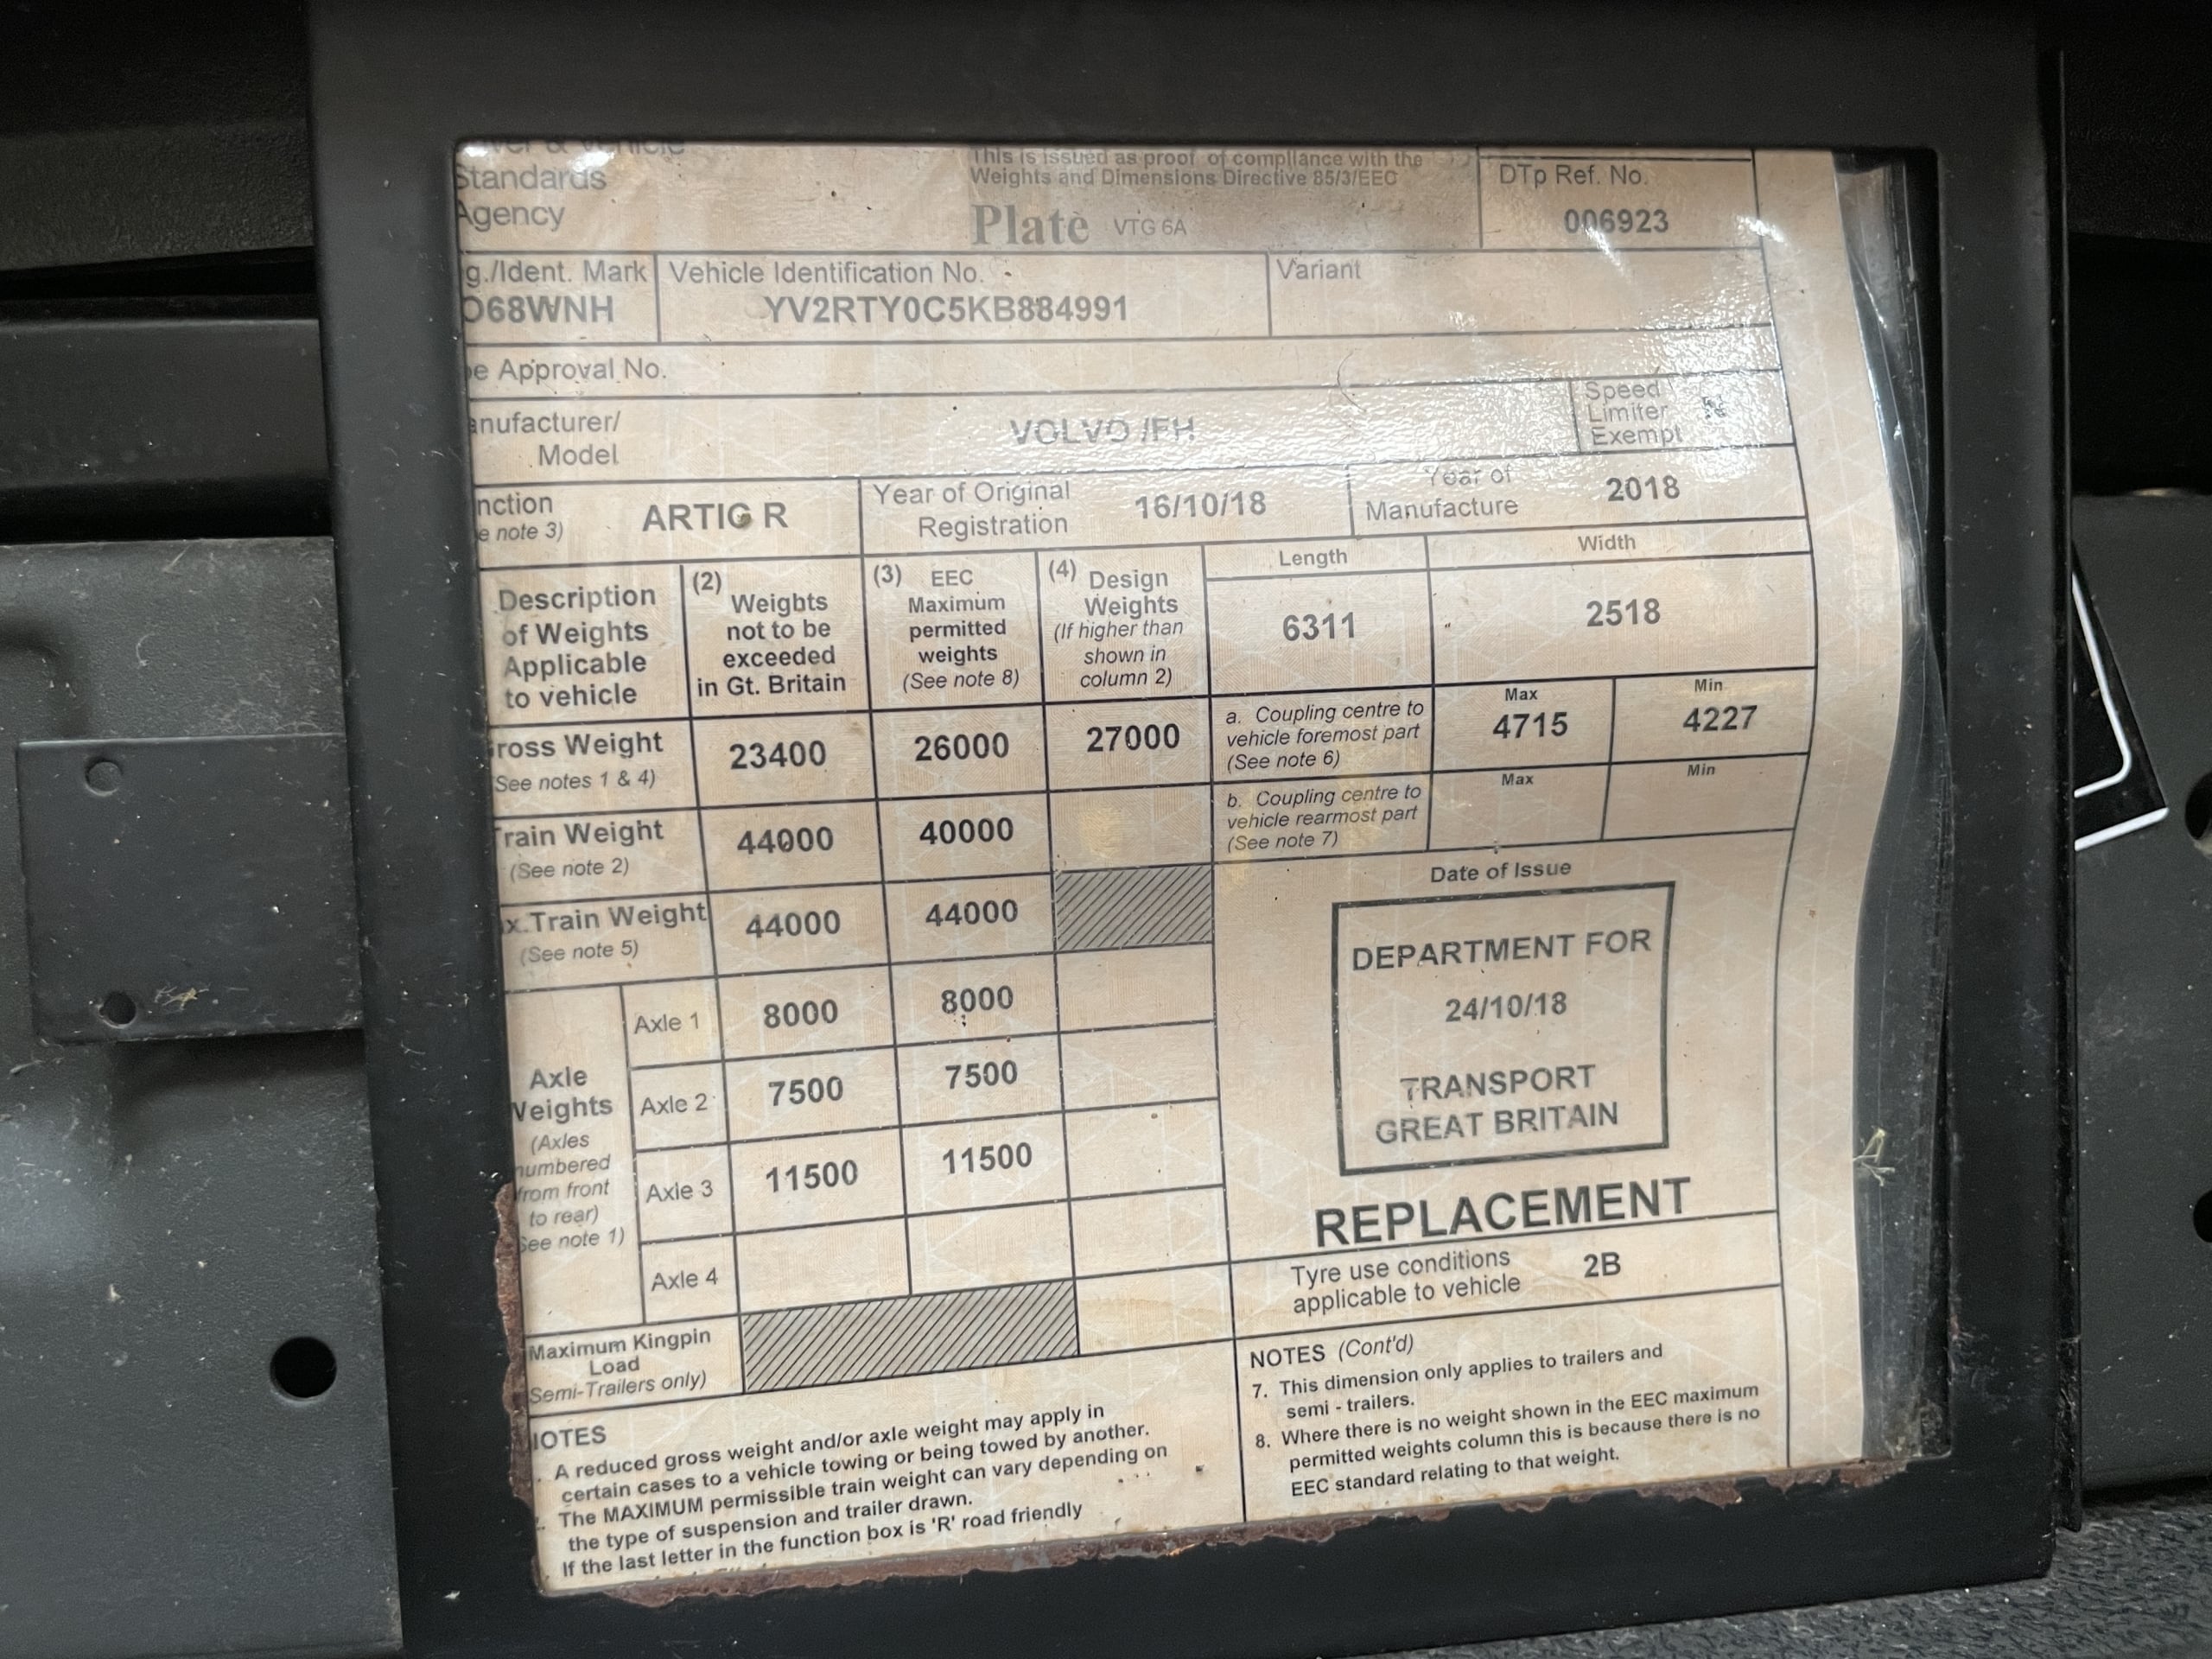 Standards
Agency
This is issued as proof of compliance with the
Weights and Dimensions Directive 85/3/EEC
Plate VTG 6A
DTp Ref. No.
006923
g./Ident. Mark
O68WNH
Vehicle Identification No.
YV2RTY0C5KB884991
Variant
e Approval No.
anufacturer/
Model
VOLVO /FH
Speed
Limiter
Exempt
nction
e note 3)
ARTIC R
Year of Original
Registration
16/10/18
Year of
Manufacture
2018
Description
of Weights
Applicable
to vehicle
(2)
Weights
not to be
exceeded
in Gt. Britain
(3) EEC
Maximum
permitted
weights
(See note 8)
(4) Design
Weights
(If higher than
shown in
column 2)
Length
6311
Width
2518
ross Weight
(See notes 1 & 4)
23400
26000
27000
a. Coupling centre to
vehicle foremost part
(See note 6)
Max
4715
Min
4227
Train Weight
(See note 2)
44000
40000
b. Coupling centre to
vehicle rearmost part
(See note 7)
Max
Min
x.Train Weight
(See note 5)
44000
44000
Date of Issue
DEPARTMENT FOR
24/10/18
TRANSPORT
GREAT BRITAIN
REPLACEMENT
Axle
Weights
(Axles
numbered
from front
to rear)
See note 1)
Axle 1
8000
8000
Axle 2
7500
7500
Axle 3
11500
11500
Axle 4
Tyre use conditions
applicable to vehicle
2B
Maximum Kingpin
Load
Semi-Trailers only)
NOTES
A reduced gross weight and/or axle weight may apply in
certain cases to a vehicle towing or being towed by another.
The MAXIMUM permissible train weight can vary depending on
the type of suspension and trailer drawn.
If the last letter in the function box is 'R' road friendly
NOTES (Cont'd)
7. This dimension only applies to trailers and
semi - trailers.
8. Where there is no weight shown in the EEC maximum
permitted weights column this is because there is no
EEC standard relating to that weight.